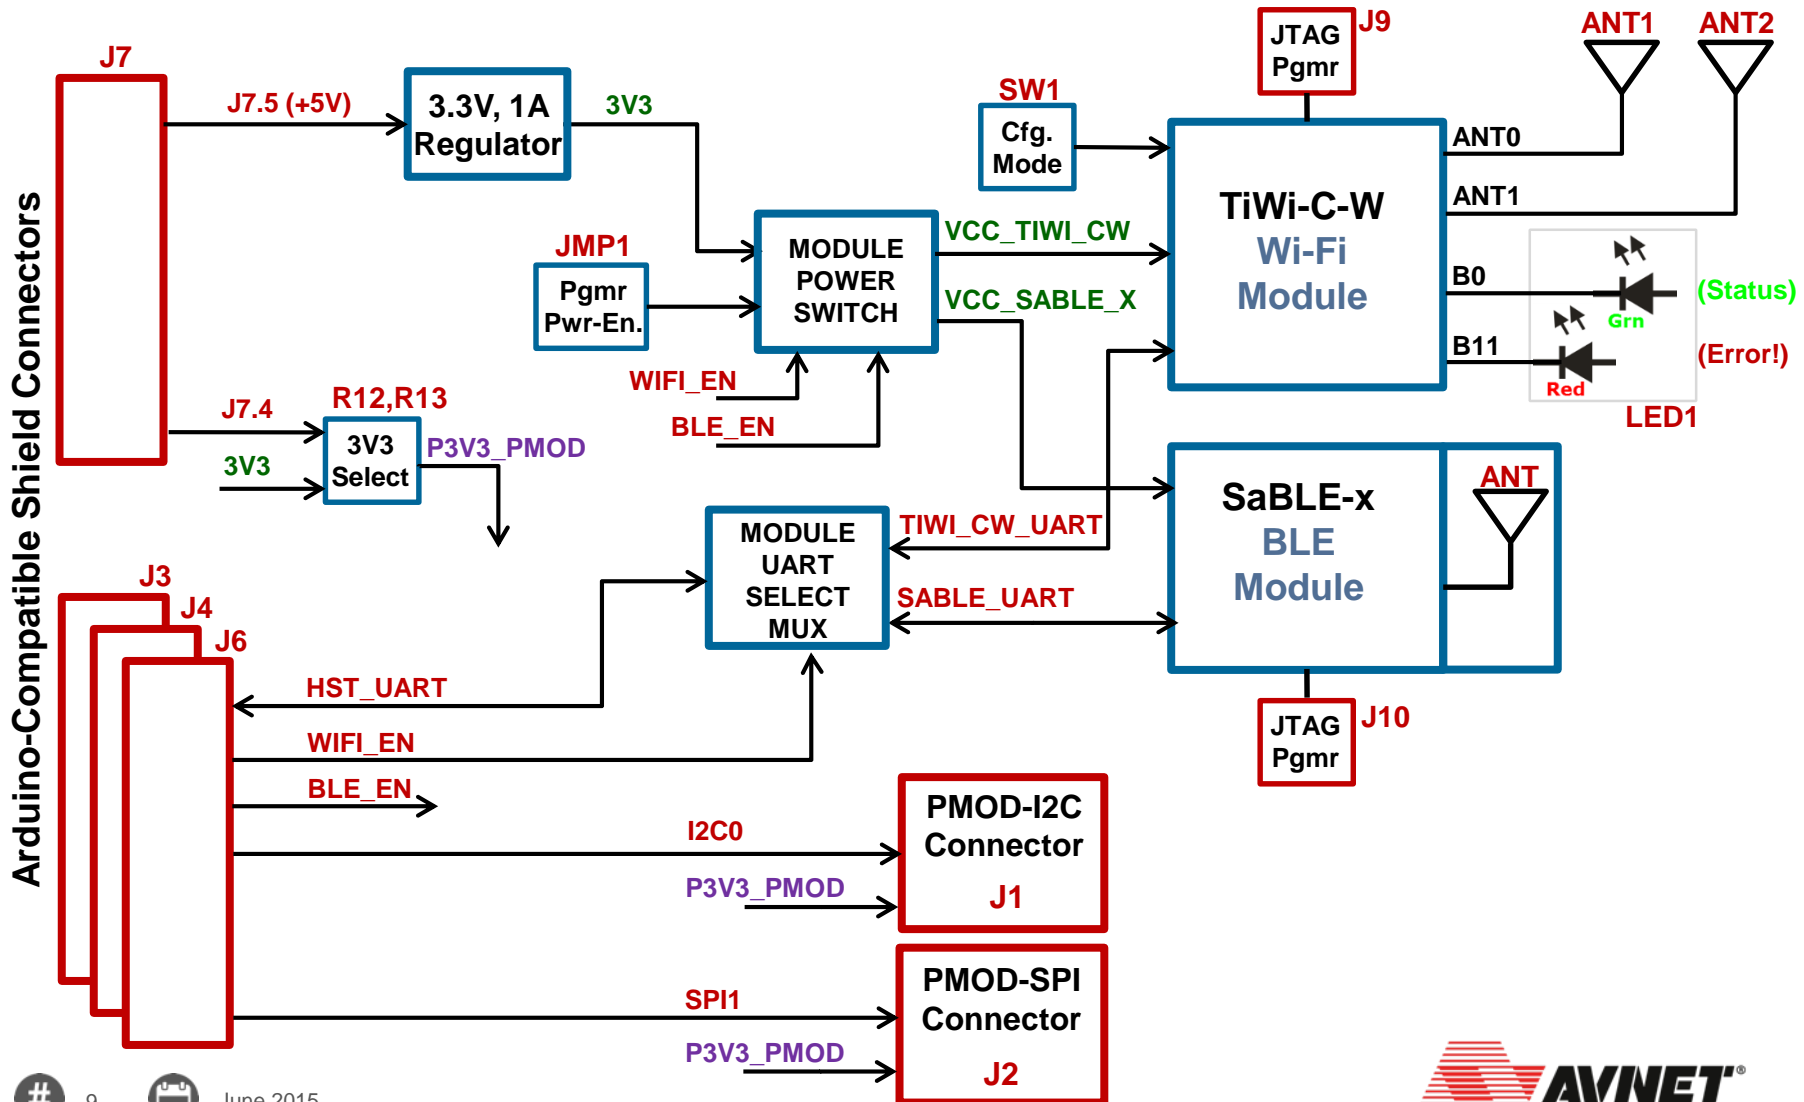 J7
J7.5 (+5V)
3.3V, 1A
Regulator
3V3
J9
JTAG
Pgmr
ANT1
ANT2
SW1
Cfg.
Mode
ANT0
ANT1
TiWi-C-W
Wi-Fi
Module
B0
(Status)
Grn
B11
(Error!)
Red
LED1
JMP1
Pgmr
Pwr-En.
MODULE
POWER
SWITCH
VCC_TIWI_CW
VCC_SABLE_X
WIFI_EN
BLE_EN
Arduino-Compatible Shield Connectors
J7.4
R12,R13
3V3
3V3
Select
P3V3_PMOD
MODULE
UART
SELECT
MUX
TIWI_CW_UART
SABLE_UART
SaBLE-x
BLE
Module
ANT
J10
JTAG
Pgmr
J3
J4
J6
HST_UART
WIFI_EN
BLE_EN
I2C0
P3V3_PMOD
PMOD-I2C
Connector
J1
SPI1
P3V3_PMOD
PMOD-SPI
Connector
J2
# 9
June 2015
AVNET®